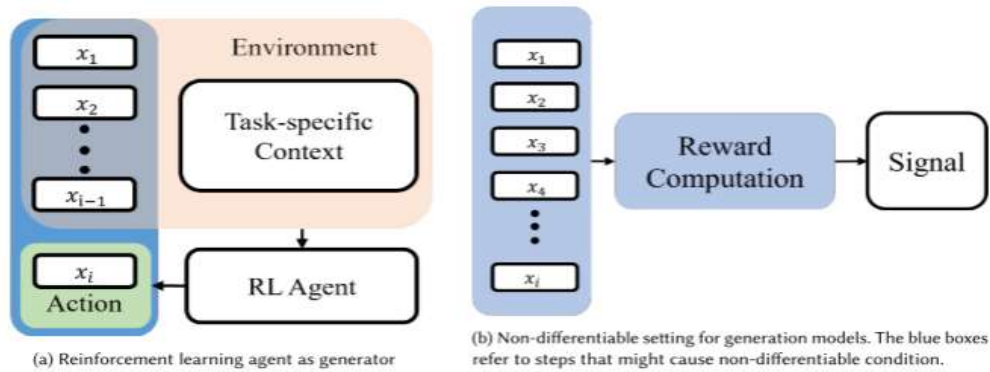 x₁
x₂
xᵢ₋₁
Environment
Task-specific
Context
xᵢ
Action
RL Agent
(a) Reinforcement learning agent as generator
x₁
x₂
x₃
x₄
xᵢ
Reward
Computation
Signal
(b) Non-differentiable setting for generation models. The blue boxes
refer to steps that might cause non-differentiable condition.